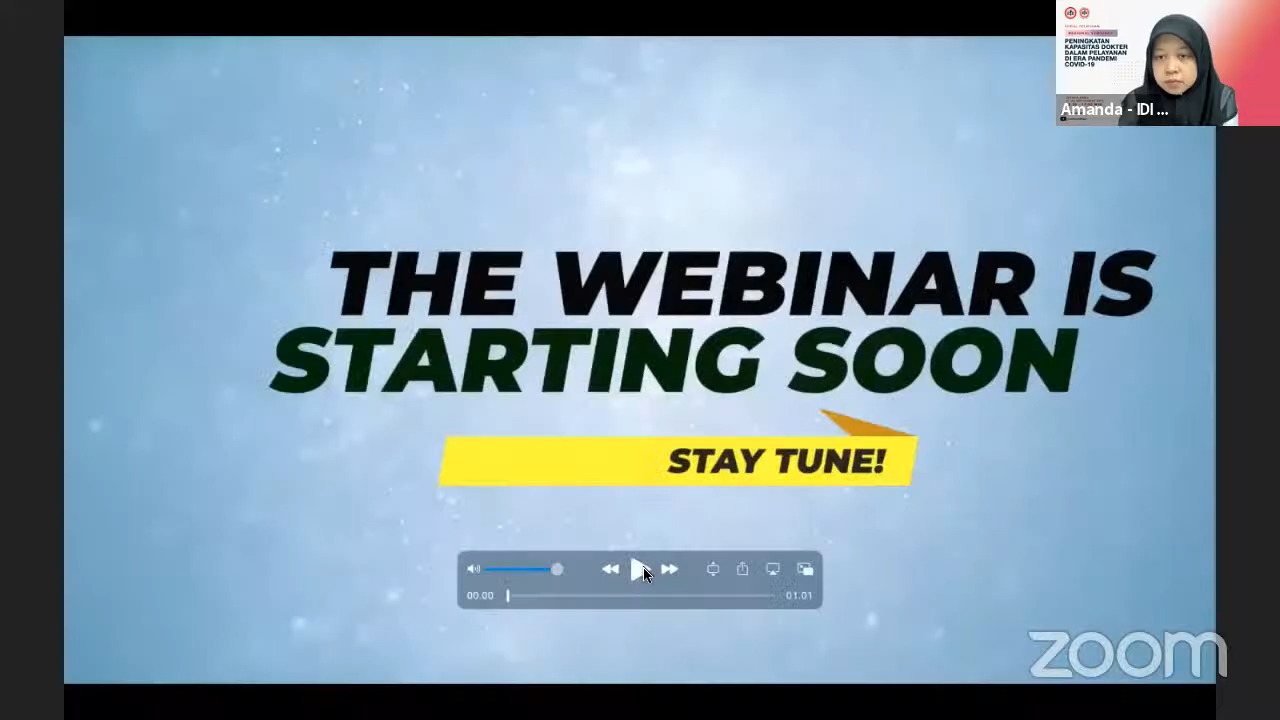 PENINGKATAN
KAPASITAS DOKTER
DALAM PELAYANAN
DI ERA PANDEMI
COVID-19
Amanda - IDI ...
THE WEBINAR IS
STARTING SOON
STAY TUNE!
00.00
01.01
zoom